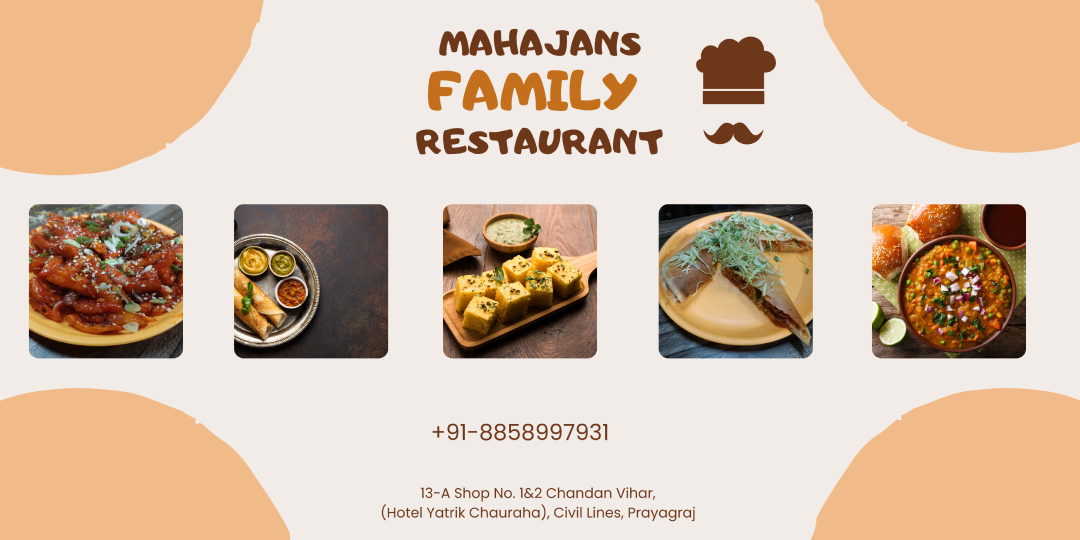 MAHAJANS
FAMILY
RESTAURANT
+91-8858997931
13-A Shop No. 1&2 Chandan Vihar,
(Hotel Yatrik Chauraha), Civil Lines, Prayagraj